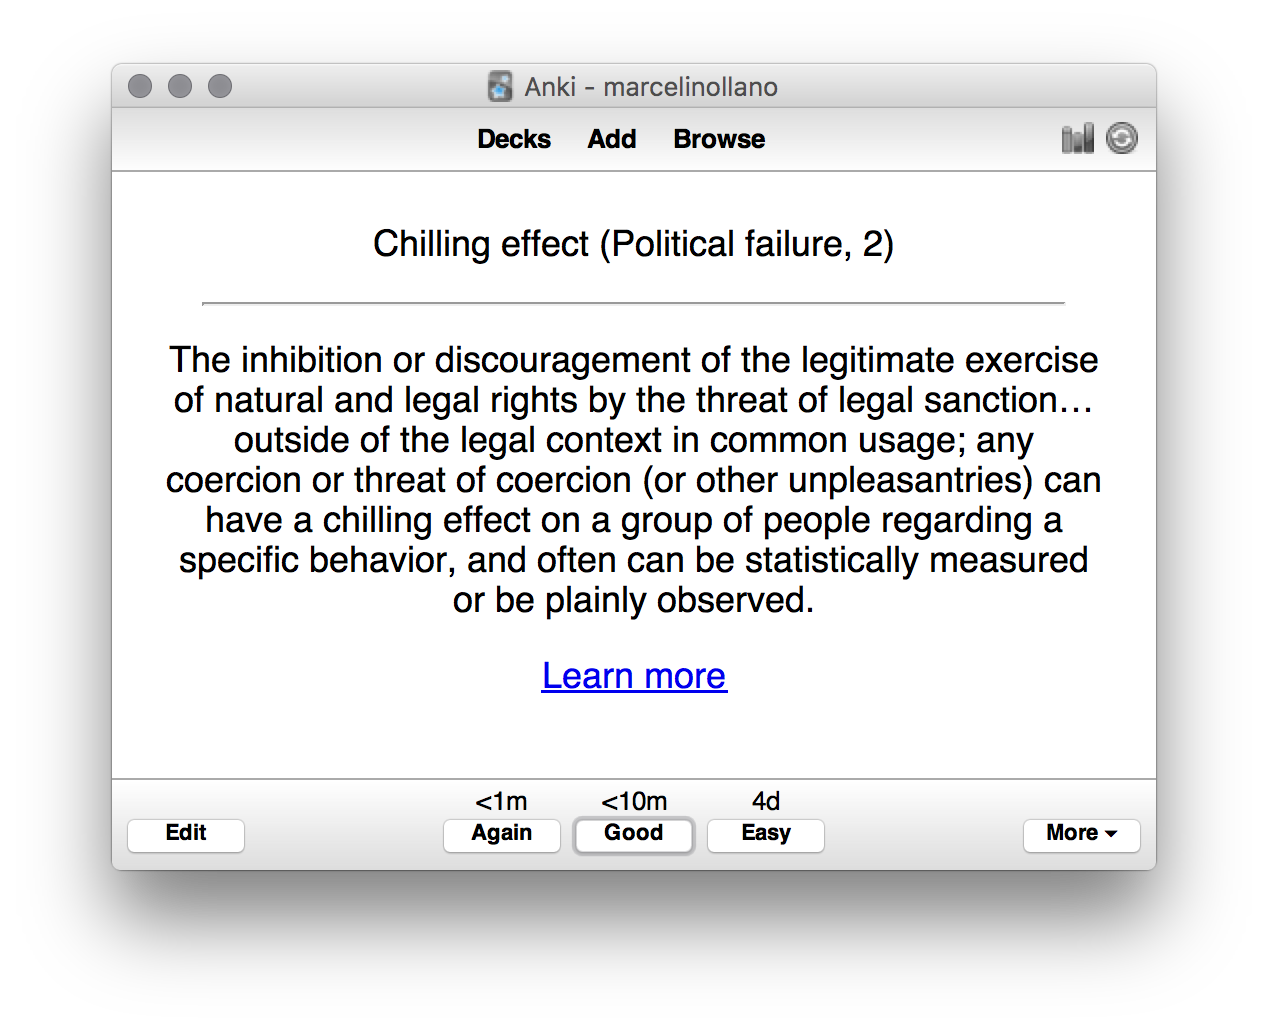 Anki - marcelinollano
Decks Add Browse
Chilling effect (Political failure, 2)
The inhibition or discouragement of the legitimate exercise
of natural and legal rights by the threat of legal sanction…
outside of the legal context in common usage; any
coercion or threat of coercion (or other unpleasantries) can
have a chilling effect on a group of people regarding a
specific behavior, and often can be statistically measured
or be plainly observed.
Learn more
<1m <10m 4d
Edit Again Good Easy More